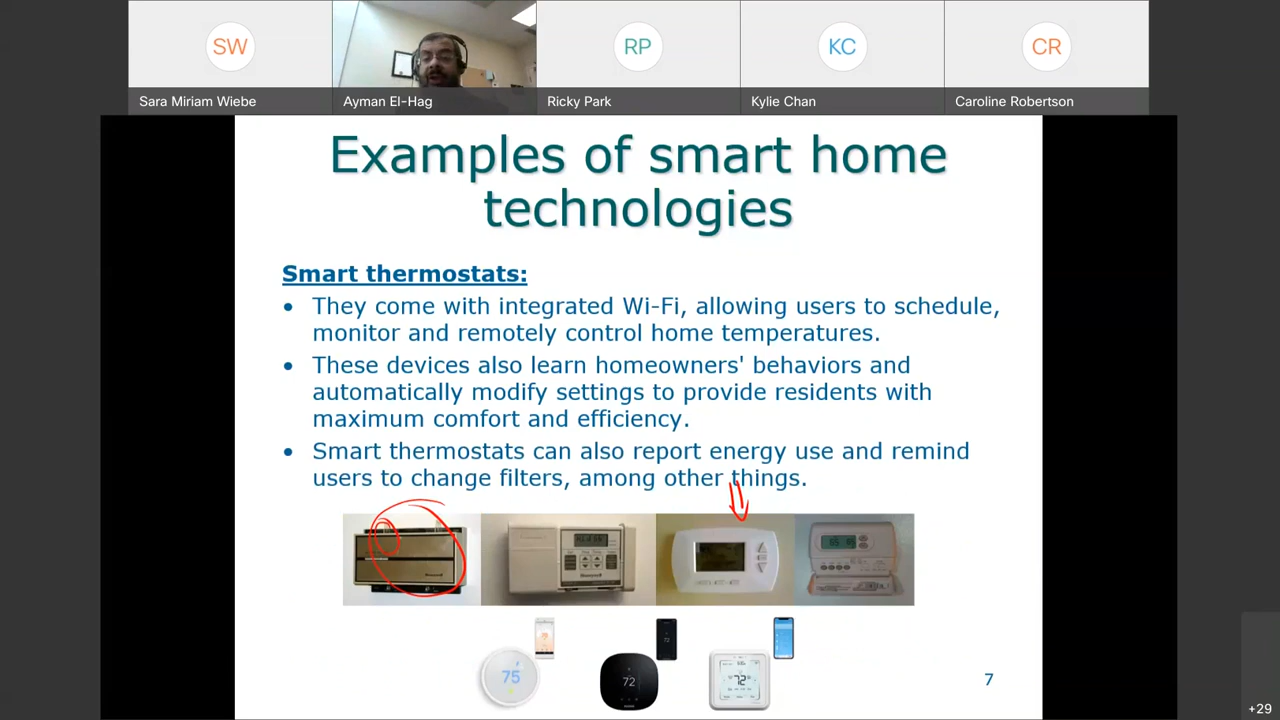 SW
RP
KC
CR
Sara Miriam Wiebe
Ayman El-Hag
Ricky Park
Kylie Chan
Caroline Robertson
Examples of smart home
technologies
Smart thermostats:
• They come with integrated Wi-Fi, allowing users to schedule,
monitor and remotely control home temperatures.
• These devices also learn homeowners' behaviors and
automatically modify settings to provide residents with
maximum comfort and efficiency.
• Smart thermostats can also report energy use and remind
users to change filters, among other things.
75
72
72
7
+29